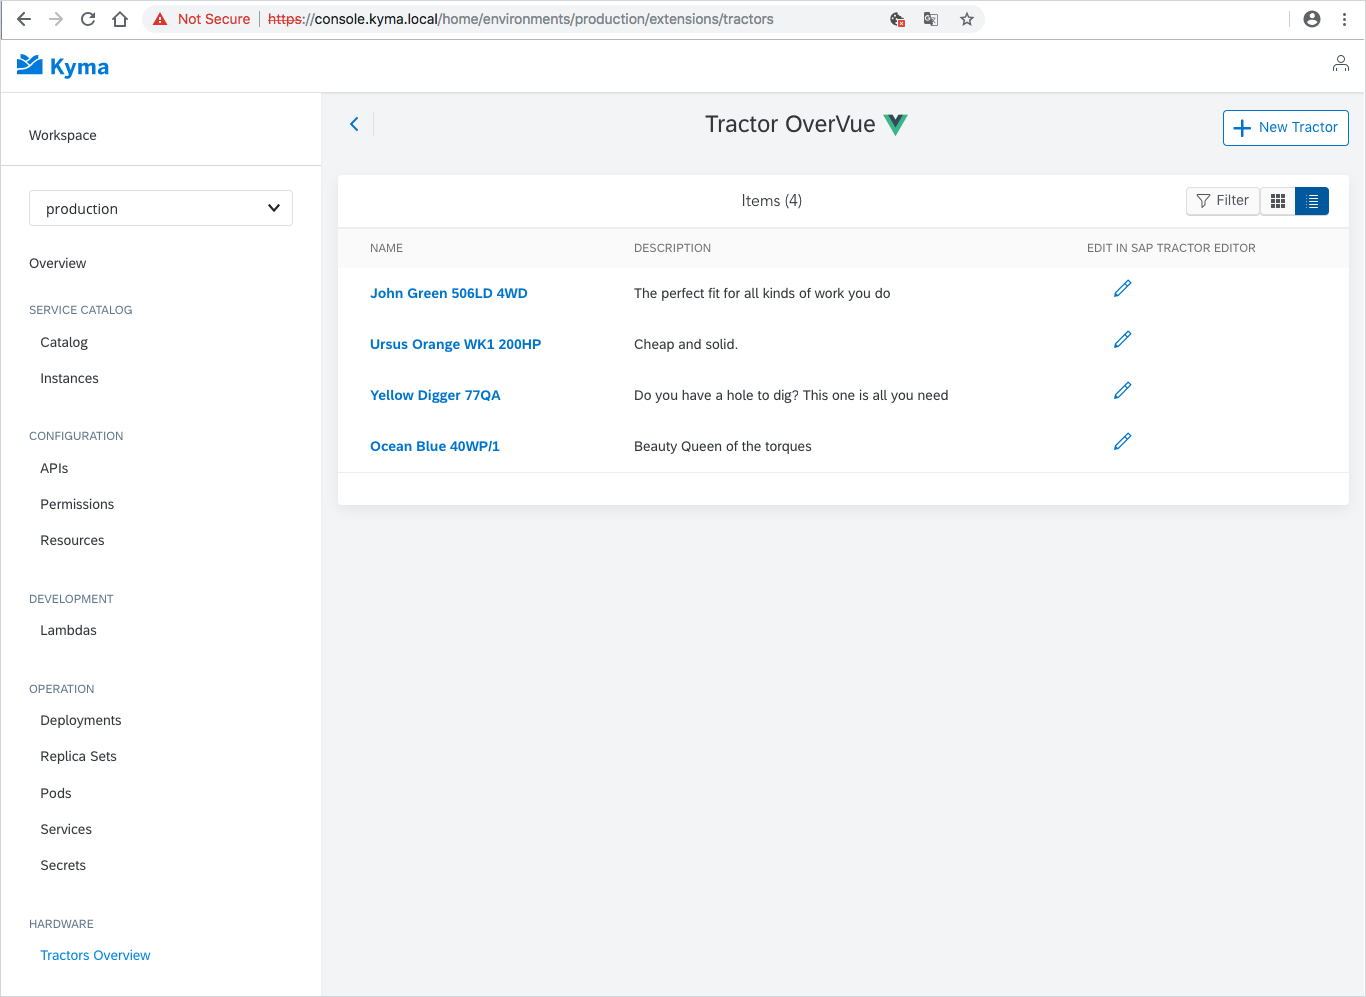 Not Secure | https://console.kyma.local/home/environments/production/extensions/tractors
Kyma
Workspace
production
Overview
SERVICE CATALOG
Catalog
Instances
CONFIGURATION
APIs
Permissions
Resources
DEVELOPMENT
Lambdas
OPERATION
Deployments
Replica Sets
Pods
Services
Secrets
HARDWARE
Tractors Overview
Tractor OverVue
New Tractor
Items (4)
Filter
NAME DESCRIPTION EDIT IN SAP TRACTOR EDITOR
John Green 506LD 4WD The perfect fit for all kinds of work you do
Ursus Orange WK1 200HP Cheap and solid.
Yellow Digger 77QA Do you have a hole to dig? This one is all you need
Ocean Blue 40WP/1 Beauty Queen of the torques